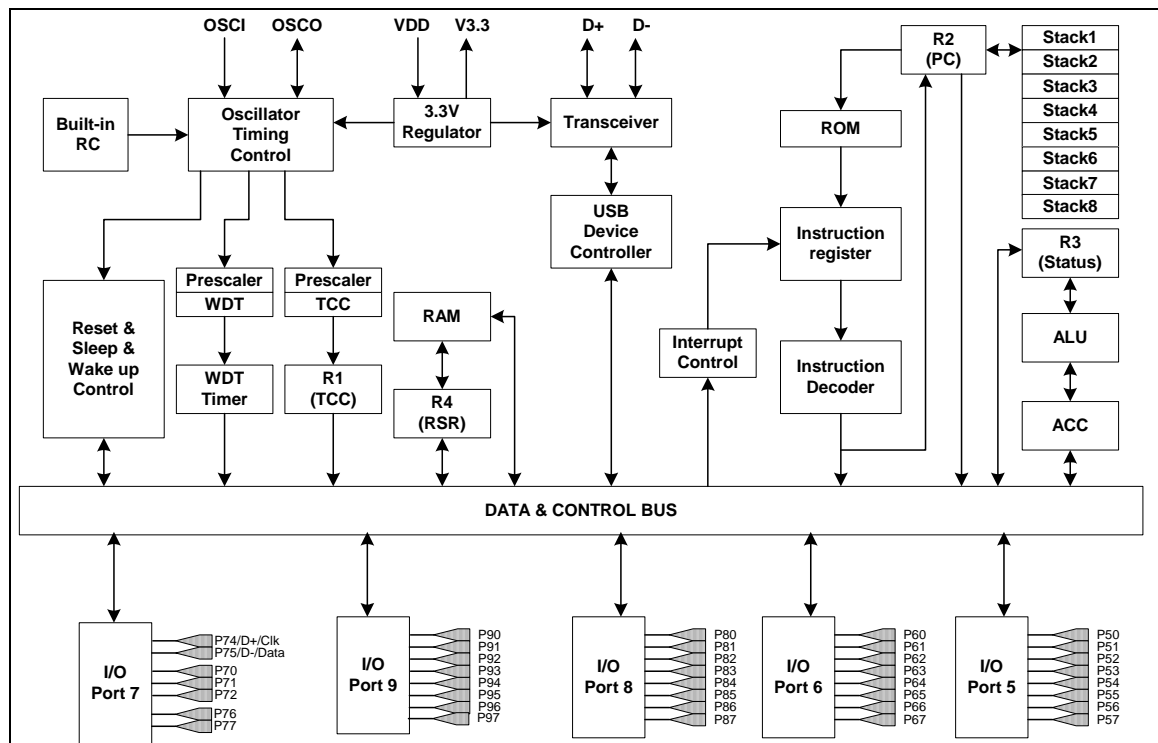 OSCI
OSCO
VDD
V3.3
D+
D-
R2
(PC)
Stack1
Stack2
Stack3
Stack4
Stack5
Stack6
Stack7
Stack8
Built-in
RC
Oscillator
Timing
Control
3.3V
Regulator
Transceiver
ROM
USB
Device
Controller
Instruction
register
R3
(Status)
Prescaler
WDT
Prescaler
TCC
Reset &
Sleep &
Wake up
Control
RAM
Interrupt
Control
ALU
WDT
Timer
R1
(TCC)
R4
(RSR)
Instruction
Decoder
ACC
DATA & CONTROL BUS
I/O
Port 7
P74/D+/Clk
P75/D-/Data
P70
P71
P72
P76
P77
I/O
Port 9
P90
P91
P92
P93
P94
P95
P96
P97
I/O
Port 8
P80
P81
P82
P83
P84
P85
P86
P87
I/O
Port 6
P60
P61
P62
P63
P64
P65
P66
P67
I/O
Port 5
P50
P51
P52
P53
P54
P55
P56
P57